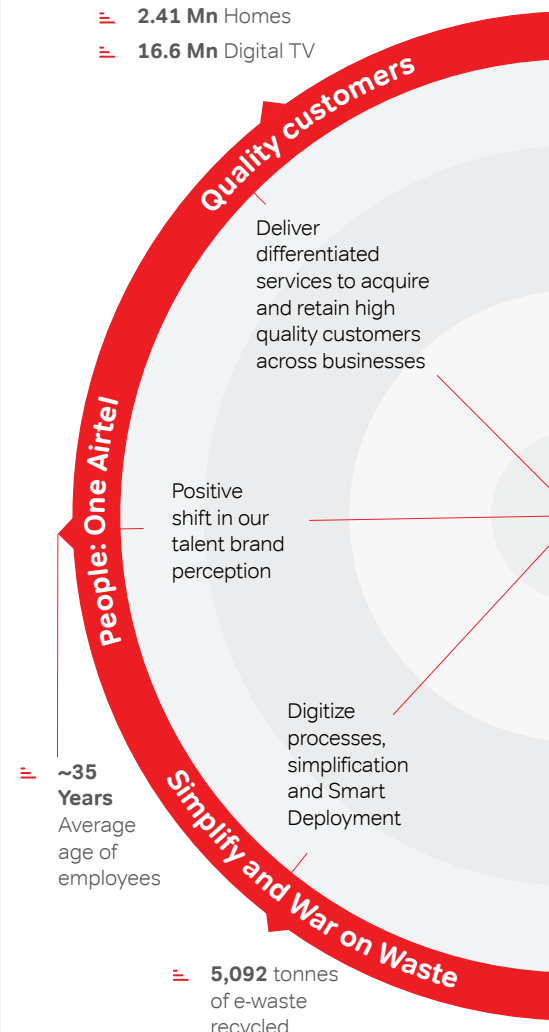 2.41 Mn Homes
16.6 Mn Digital TV
Quality customers
Deliver
differentiated
services to acquire
and retain high
quality customers
across businesses
People: One Airtel
Positive
shift in our
talent brand
perception
~35
Years
Average
age of
employees
Simplify and War on Waste
Digitize
processes,
simplification
and Smart
Deployment
5,092 tonnes
of e-waste
recycled